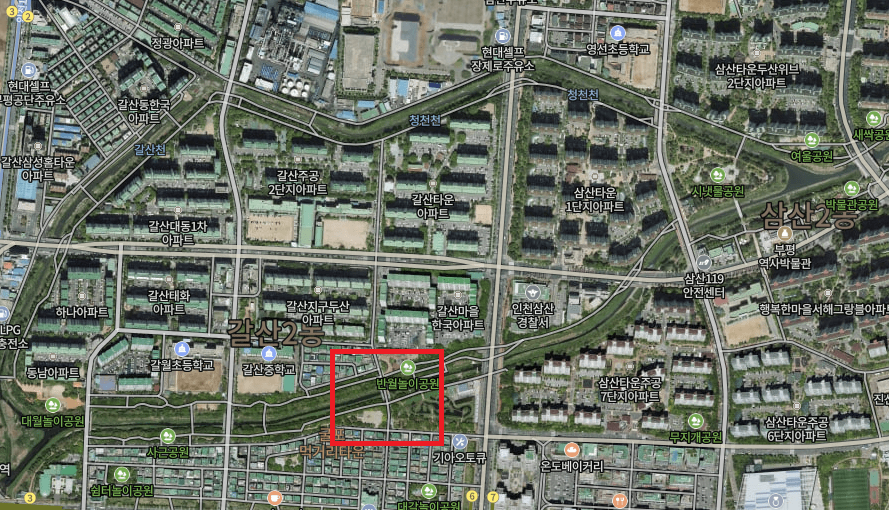 3
2
정광아파트
현대셀프
장제로주유소
영선초등학교
현대셀프
삼산타운두산위브
2단지아파트
갈산동한국
아파트
청천천
청천천
새싹공원
갈산천
여울공원
갈산삼성홈타운
아파트
갈산주공
2단지아파트
갈산타운
아파트
삼산타운
1단지아파트
시냇물공원
박물관공원
갈산대동1차
아파트
삼산2동
부평
역사박물관
삼산119
안전센터
하나아파트
갈산태화
아파트
갈산지구두산
아파트
갈산마을
한국아파트
인천삼산
경찰서
행복한마을서해그랑블아파
LPG
충전소
갈산2동
갈월초등학교
갈산중학교
동남아파트
반월놀이공원
삼산타운주공
7단지아파트
대월놀이공원
무지개공원
삼산타운주공
6단지아파트
진산
사근공원
먹거리타운
기아오토큐
온도베이커리
역
쉼터놀이공원
3
6
7